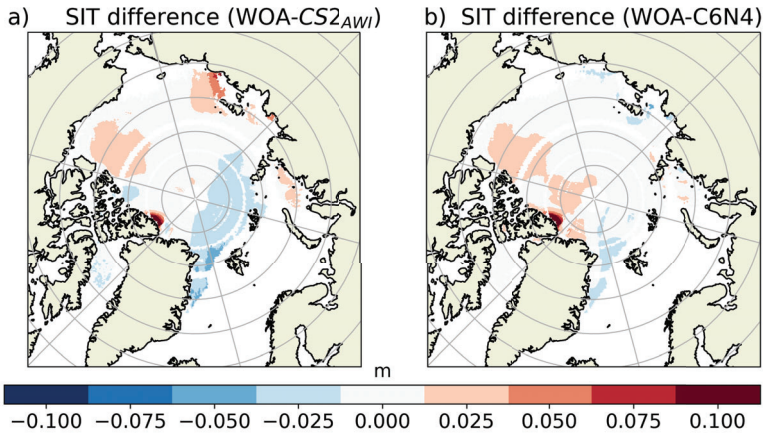 a) SIT difference (WOA-CS2AWI)
b) SIT difference (WOA-C6N4)
m
−0.100 −0.075 −0.050 −0.025 0.000 0.025 0.050 0.075 0.100